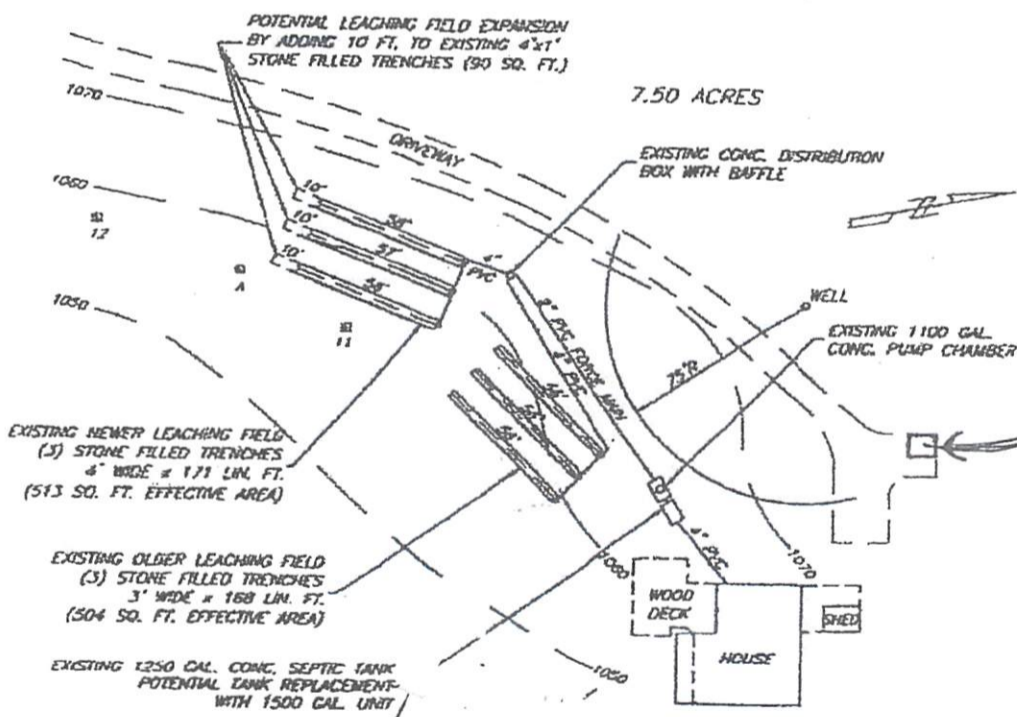 POTENTIAL LEACHING FIELD EXPANSION
BY ADDING 10 FT. TO EXISTING 4'x1'
STONE FILLED TRENCHES (90 SQ. FT.)
7.50 ACRES
1070
DRIVEWAY
EXISTING CONC. DISTRIBUTION
BOX WITH BAFFLE
1060
12
10'
10'
10'
57'
4"
PVC
A
1050
11
WELL
2" PVC FORCE MAIN
4" PVC
EXISTING 1100 GAL.
CONC. PUMP CHAMBER
75'R
EXISTING NEWER LEACHING FIELD
(3) STONE FILLED TRENCHES
4' WIDE x 171 LIN. FT.
(513 SQ. FT. EFFECTIVE AREA)
EXISTING OLDER LEACHING FIELD
(3) STONE FILLED TRENCHES
3' WIDE x 168 LIN. FT.
(504 SQ. FT. EFFECTIVE AREA)
4" PVC
1060
1070
WOOD
DECK
SHED
HOUSE
EXISTING 1250 GAL. CONC. SEPTIC TANK
POTENTIAL TANK REPLACEMENT
WITH 1500 GAL. UNIT
1050